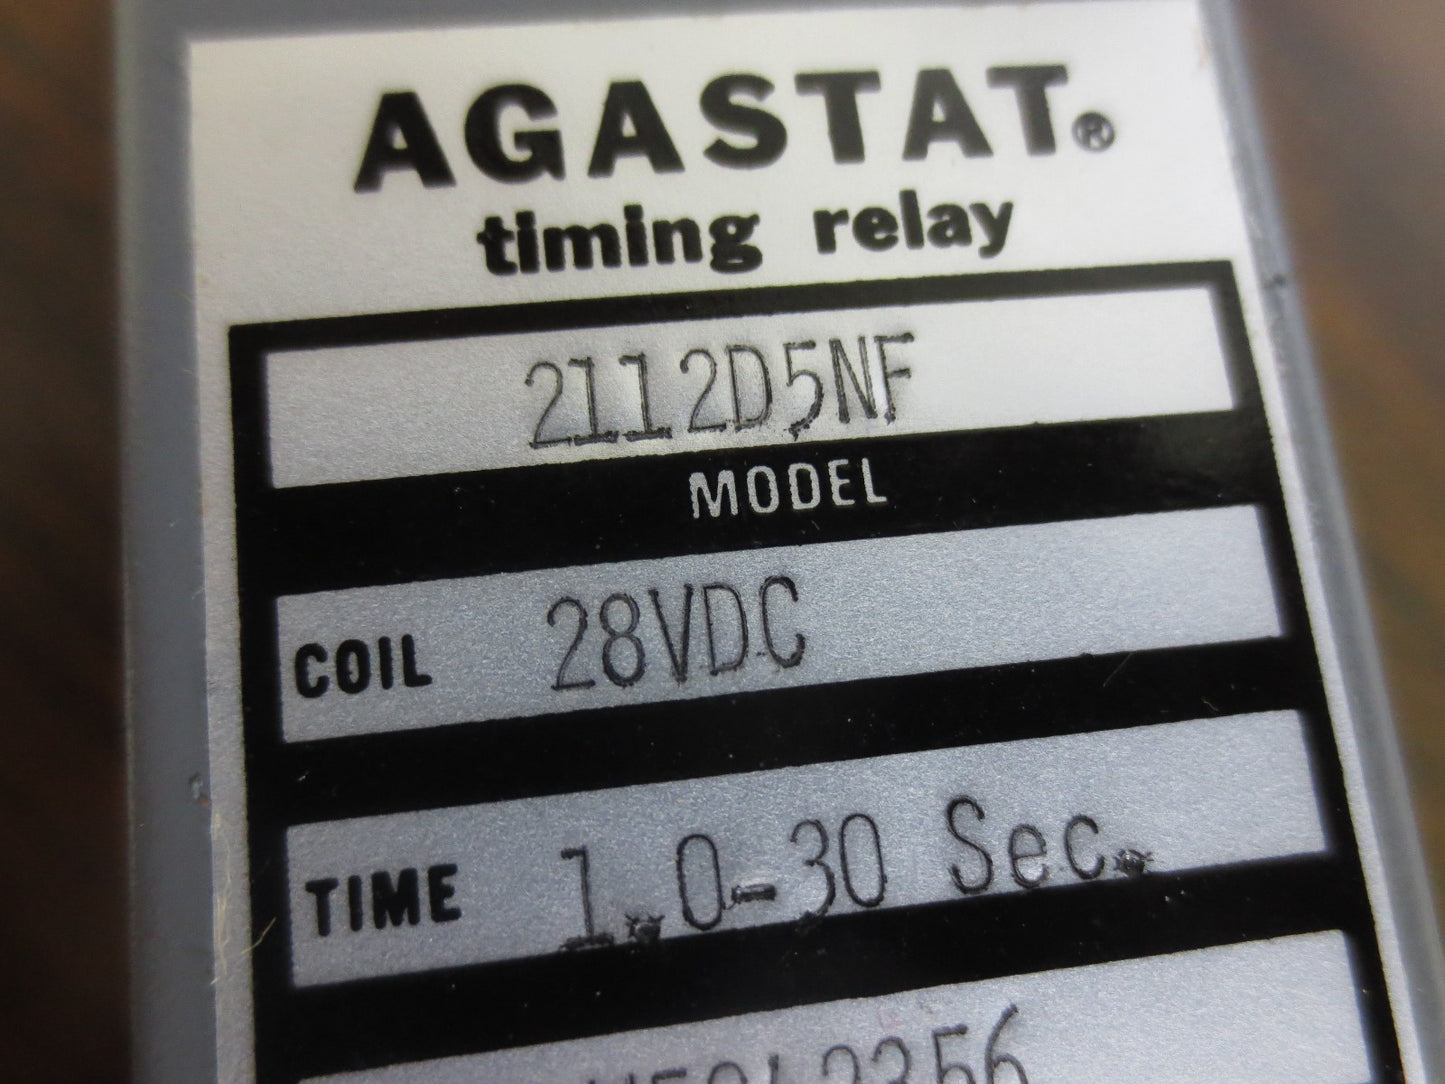 AGASTAT®
timing relay
2112D5NF
MODEL
COIL 28VDC
TIME 1.0-30 Sec.